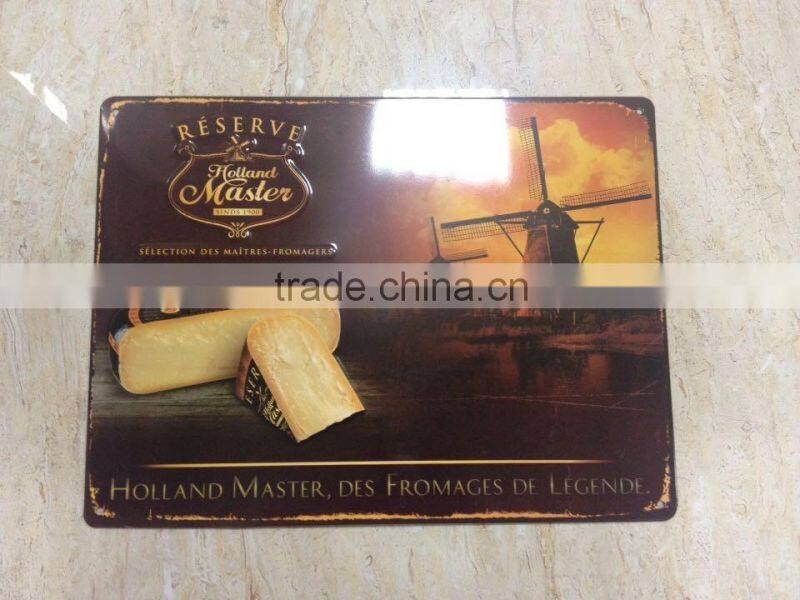 RÉSERVE
Holland
Master
SINDS 1900
SÉLECTION DES MAÎTRES-FROMAGERS
trade.china.cn
HOLLAND MASTER, DES FROMAGES DE LÉGENDE.